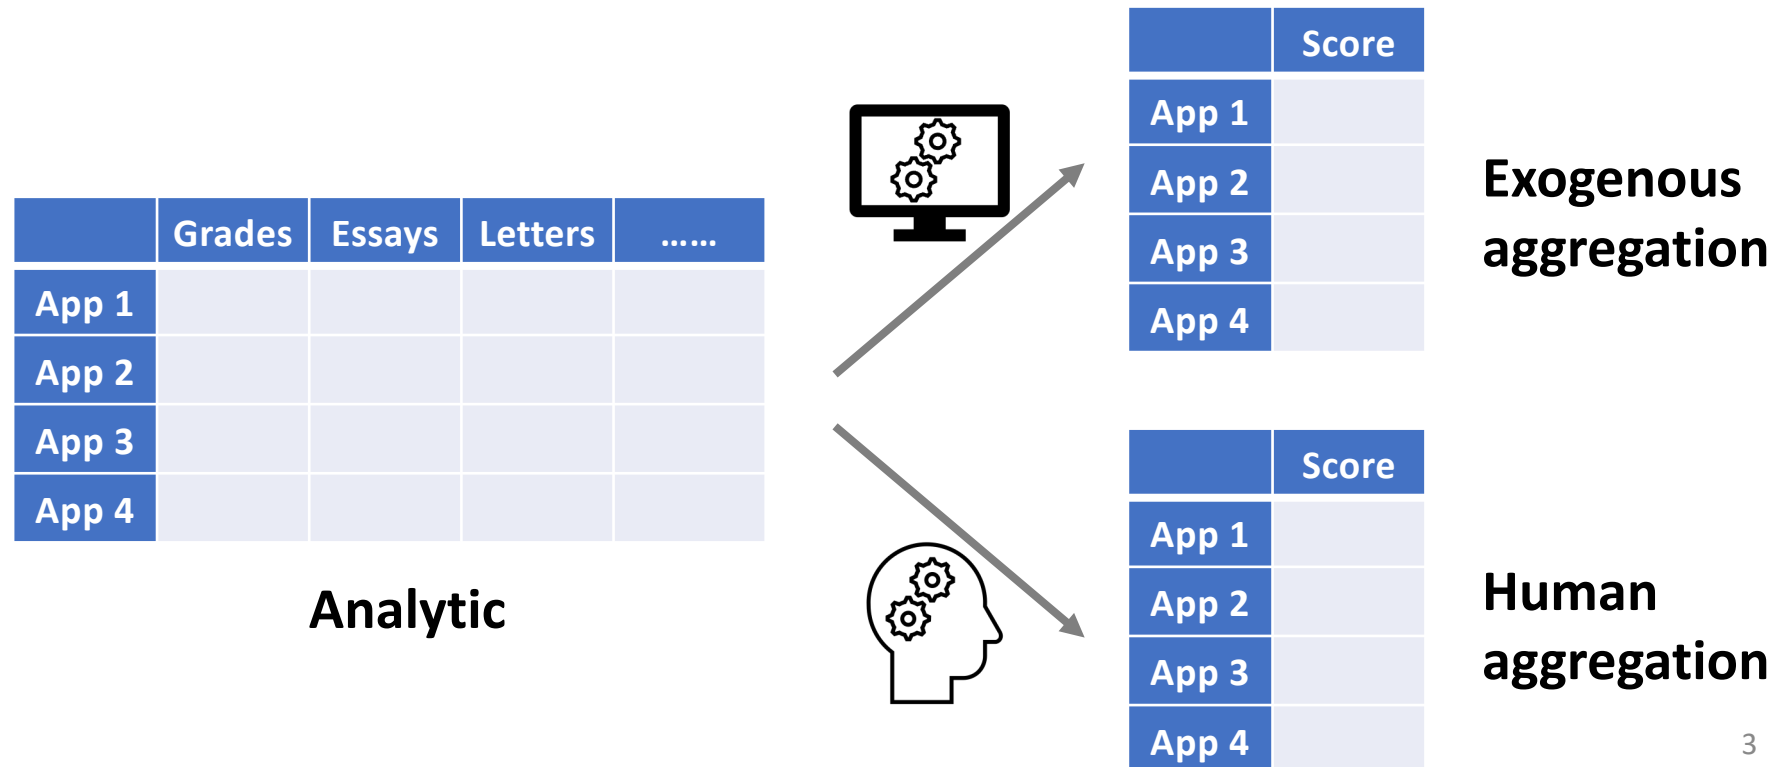 Grades Essays Letters ......
App 1
App 2
App 3
App 4
Analytic
Score
App 1
App 2
App 3
App 4
Exogenous
aggregation
Score
App 1
App 2
App 3
App 4
Human
aggregation
3